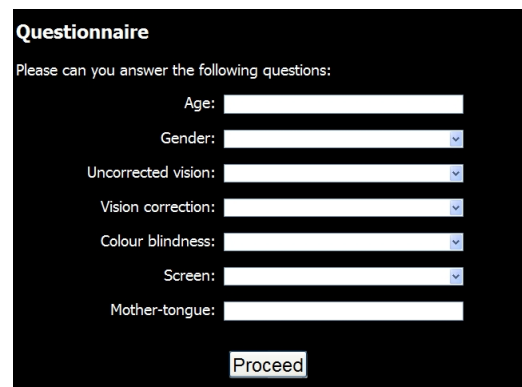 Questionnaire
Please can you answer the following questions:
Age:
Gender:
Uncorrected vision:
Vision correction:
Colour blindness:
Screen:
Mother-tongue:
Proceed